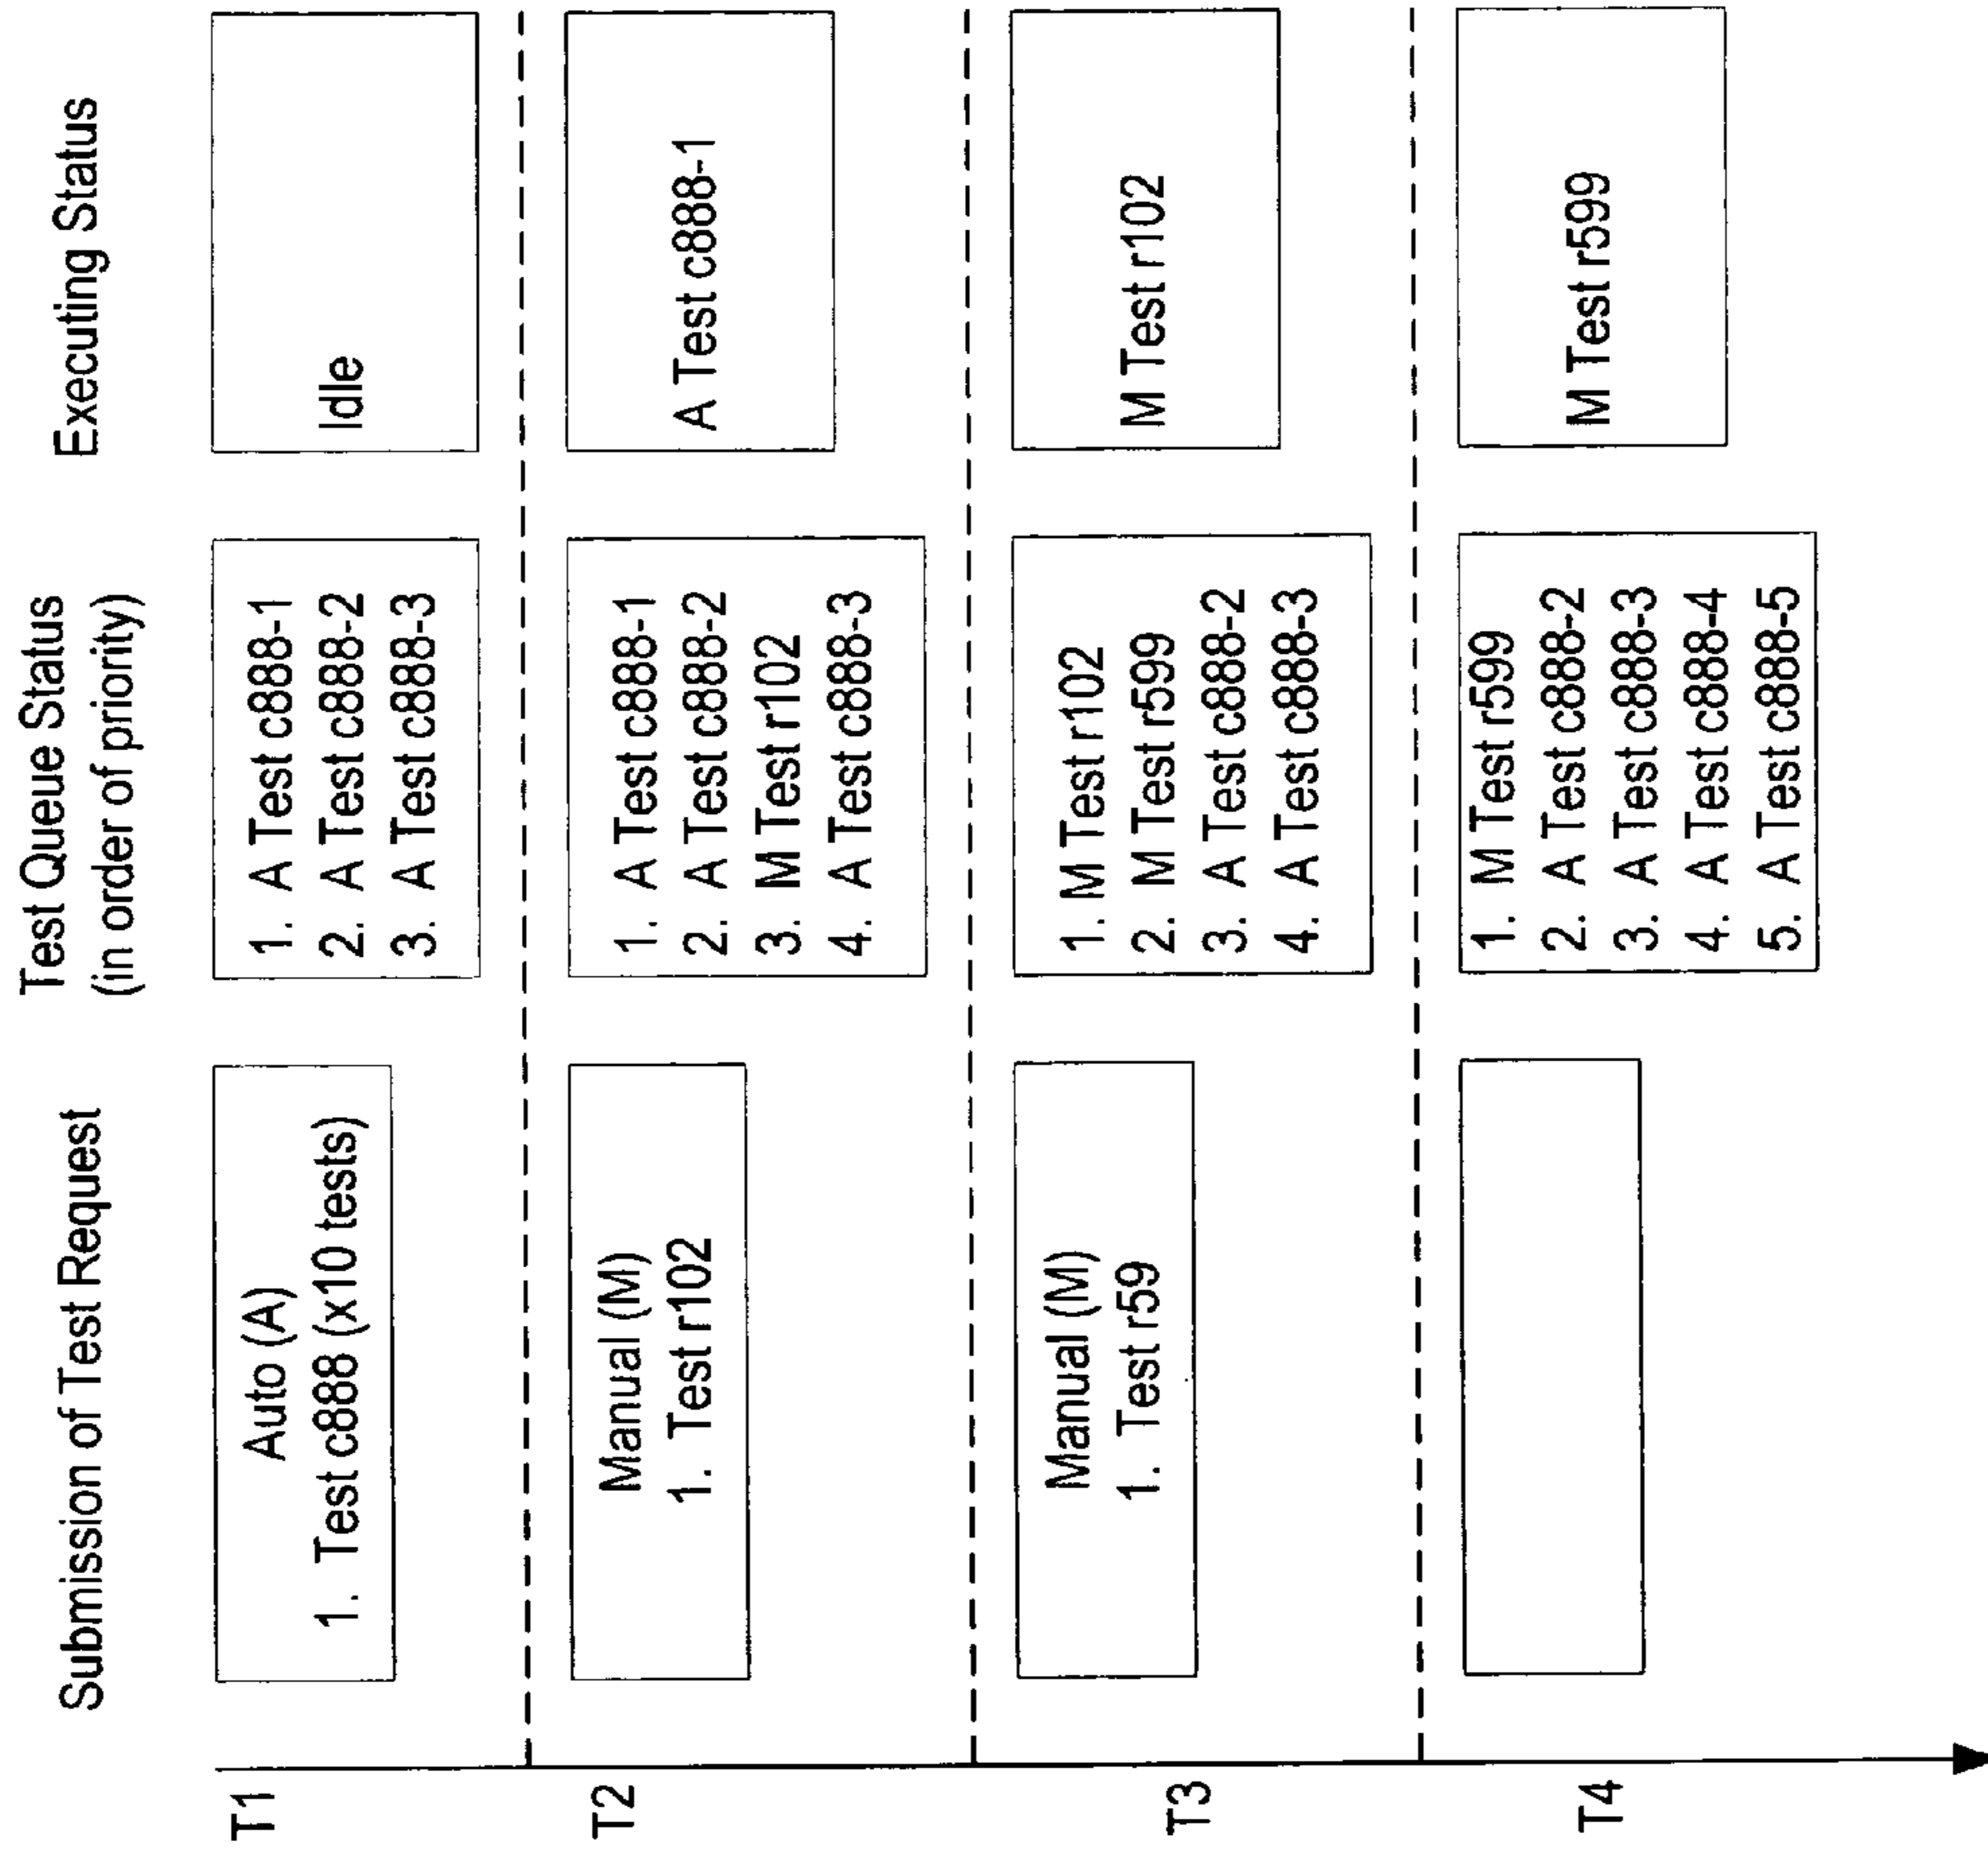 Submission of Test Request
Test Queue Status
(in order of priority)
Executing Status
T1
Auto (A)
1. Test c888 (x10 tests)
1. A Test c888-1
2. A Test c888-2
3. A Test c888-3
Idle
T2
Manual (M)
1. Test r102
1. A Test c888-1
2. A Test c888-2
3. M Test r102
4. A Test c888-3
A Test c888-1
T3
Manual (M)
1. Test r59
1. M Test r102
2. M Test r599
3. A Test c888-2
4. A Test c888-3
M Test r102
T4
1. M Test r599
2. A Test c888-2
3. A Test c888-3
4. A Test c888-4
5. A Test c888-5
M Test r599